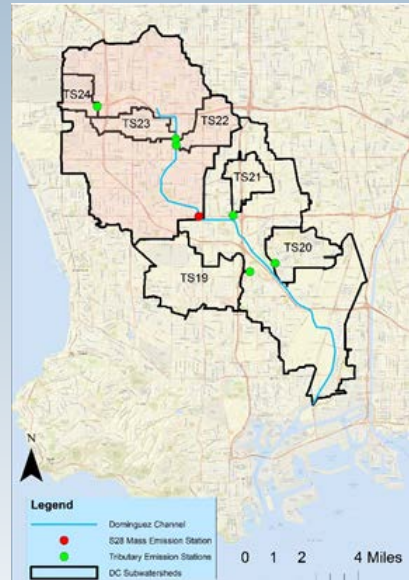 TS24
TS23
TS22
TS21
TS20
TS19
N
Legend
Dominguez Channel
S28 Mass Emission Station
Tributary Emission Stations
DC Subwatersheds
0 1 2 4 Miles